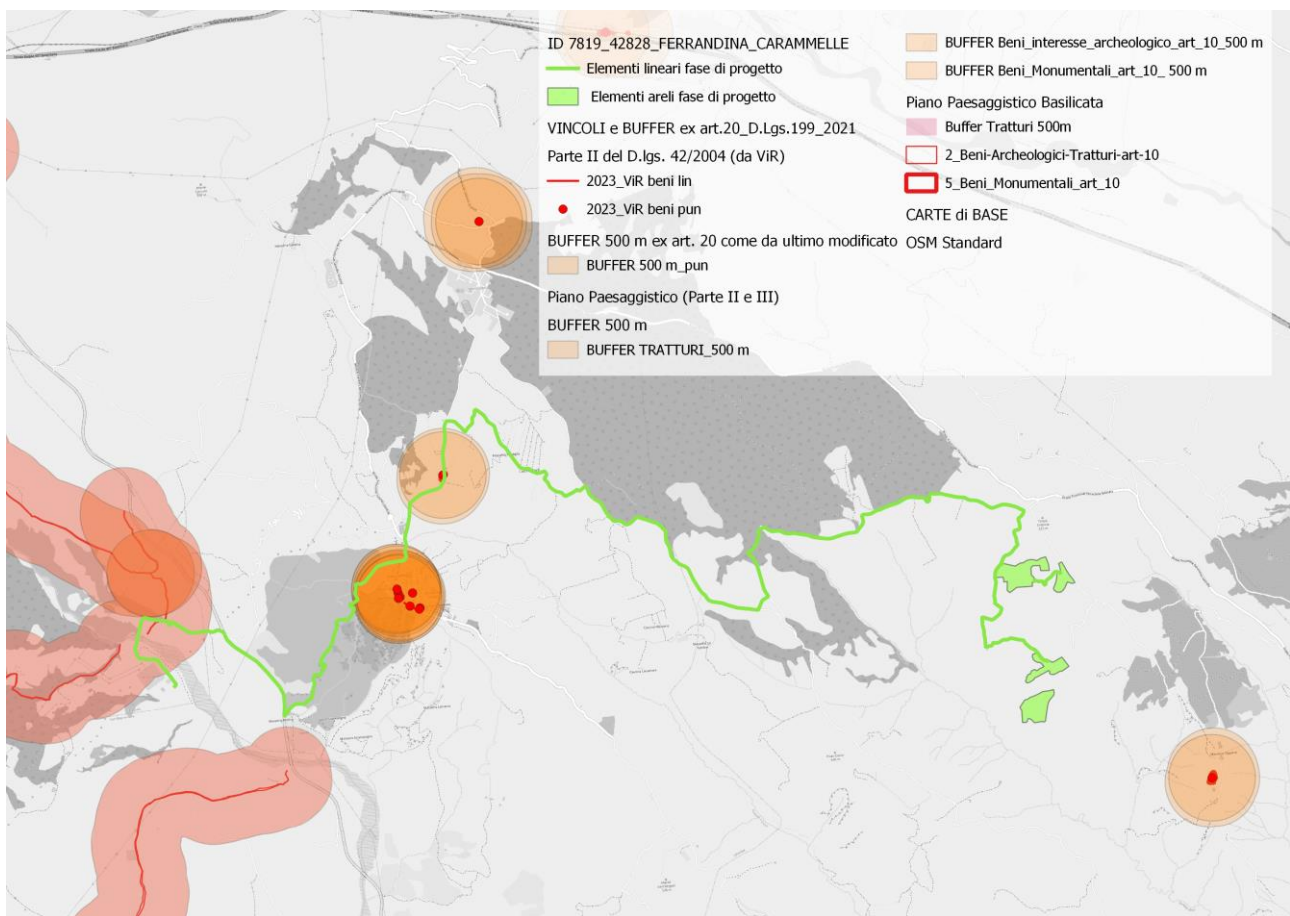 ID 7819_42828_FERRANDINA_CARAMMELLE
Elementi lineari fase di progetto
Elementi areli fase di progetto
VINCOLI e BUFFER ex art.20_D.Lgs.199_2021
Parte II del D.lgs. 42/2004 (da ViR)
2023_ViR beni lin
2023_ViR beni pun
BUFFER 500 m ex art. 20 come da ultimo modificato
BUFFER 500 m_pun
Piano Paesaggistico (Parte II e III)
BUFFER 500 m
BUFFER TRATTURI_500 m
BUFFER Beni_interesse_archeologico_art_10_500 m
BUFFER Beni_Monumentali_art_10_ 500 m
Piano Paesaggistico Basilicata
Buffer Tratturi 500m
2_Beni-Archeologici-Tratturi-art-10
5_Beni_Monumentali_art_10
CARTE di BASE
OSM Standard